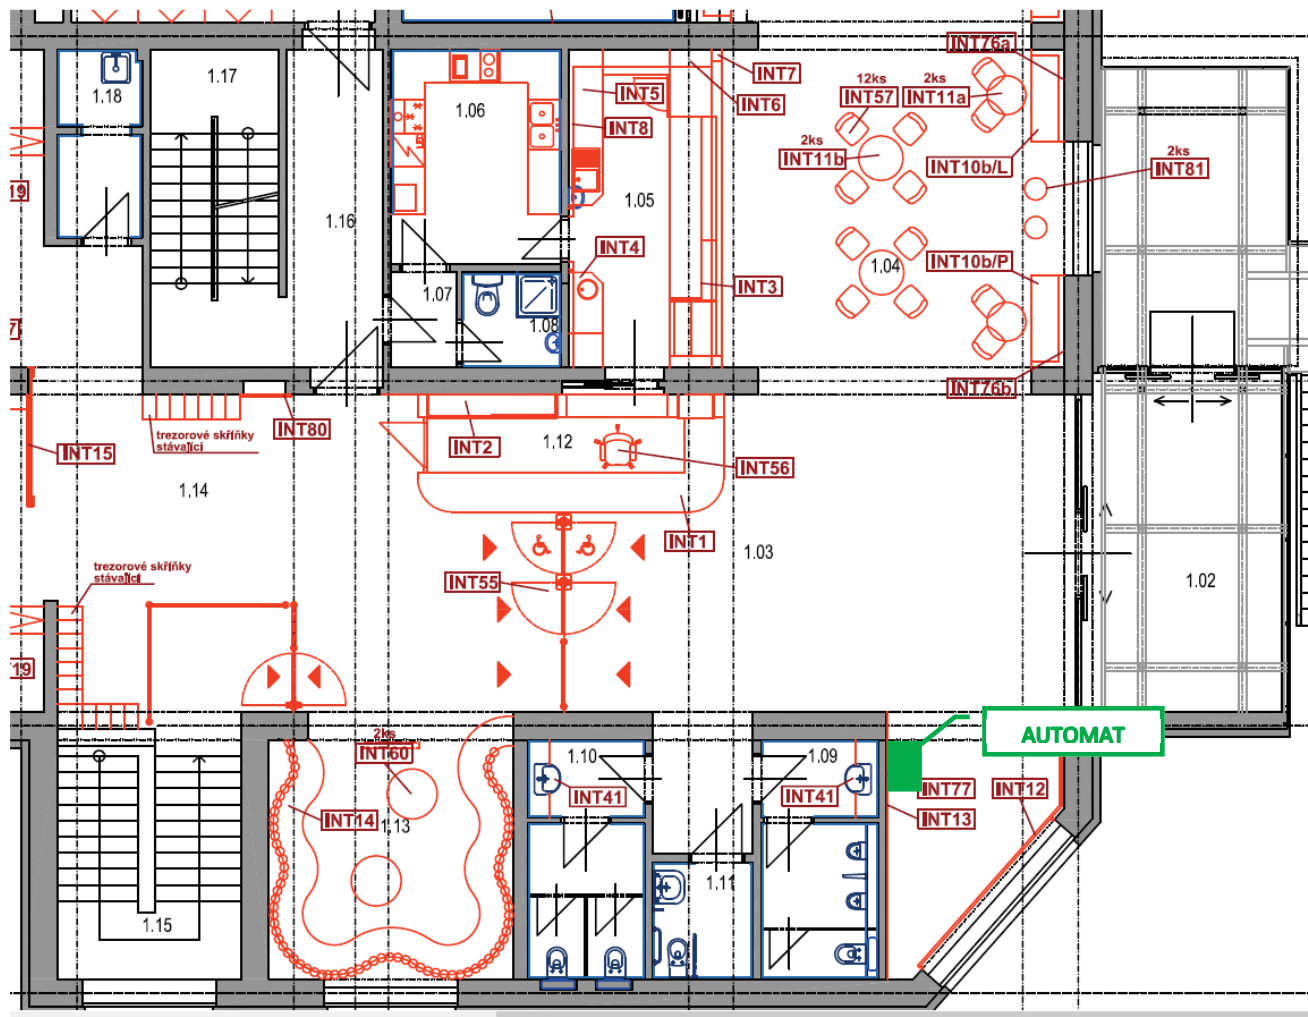 INT76a
1.17
INT7
12ks
2ks
1.18
INT5
INT57
INT11a
1.06
INT6
INT8
2ks
2ks
INT11b
INT10b/L
INT81
19
1.05
1.16
INT4
1.04
INT10b/P
1.07
INT3
1.08
INT76b
INT80
trezorové skříňky
stávající
1.12
INT2
INT15
INT56
1.14
INT1
1.03
trezorové skříňky
stávající
INT55
1.02
19
2ks
AUTOMAT
INT60
1.10
1.09
INT77
INT12
INT41
INT41
INT14
1.13
INT13
1.11
1.15